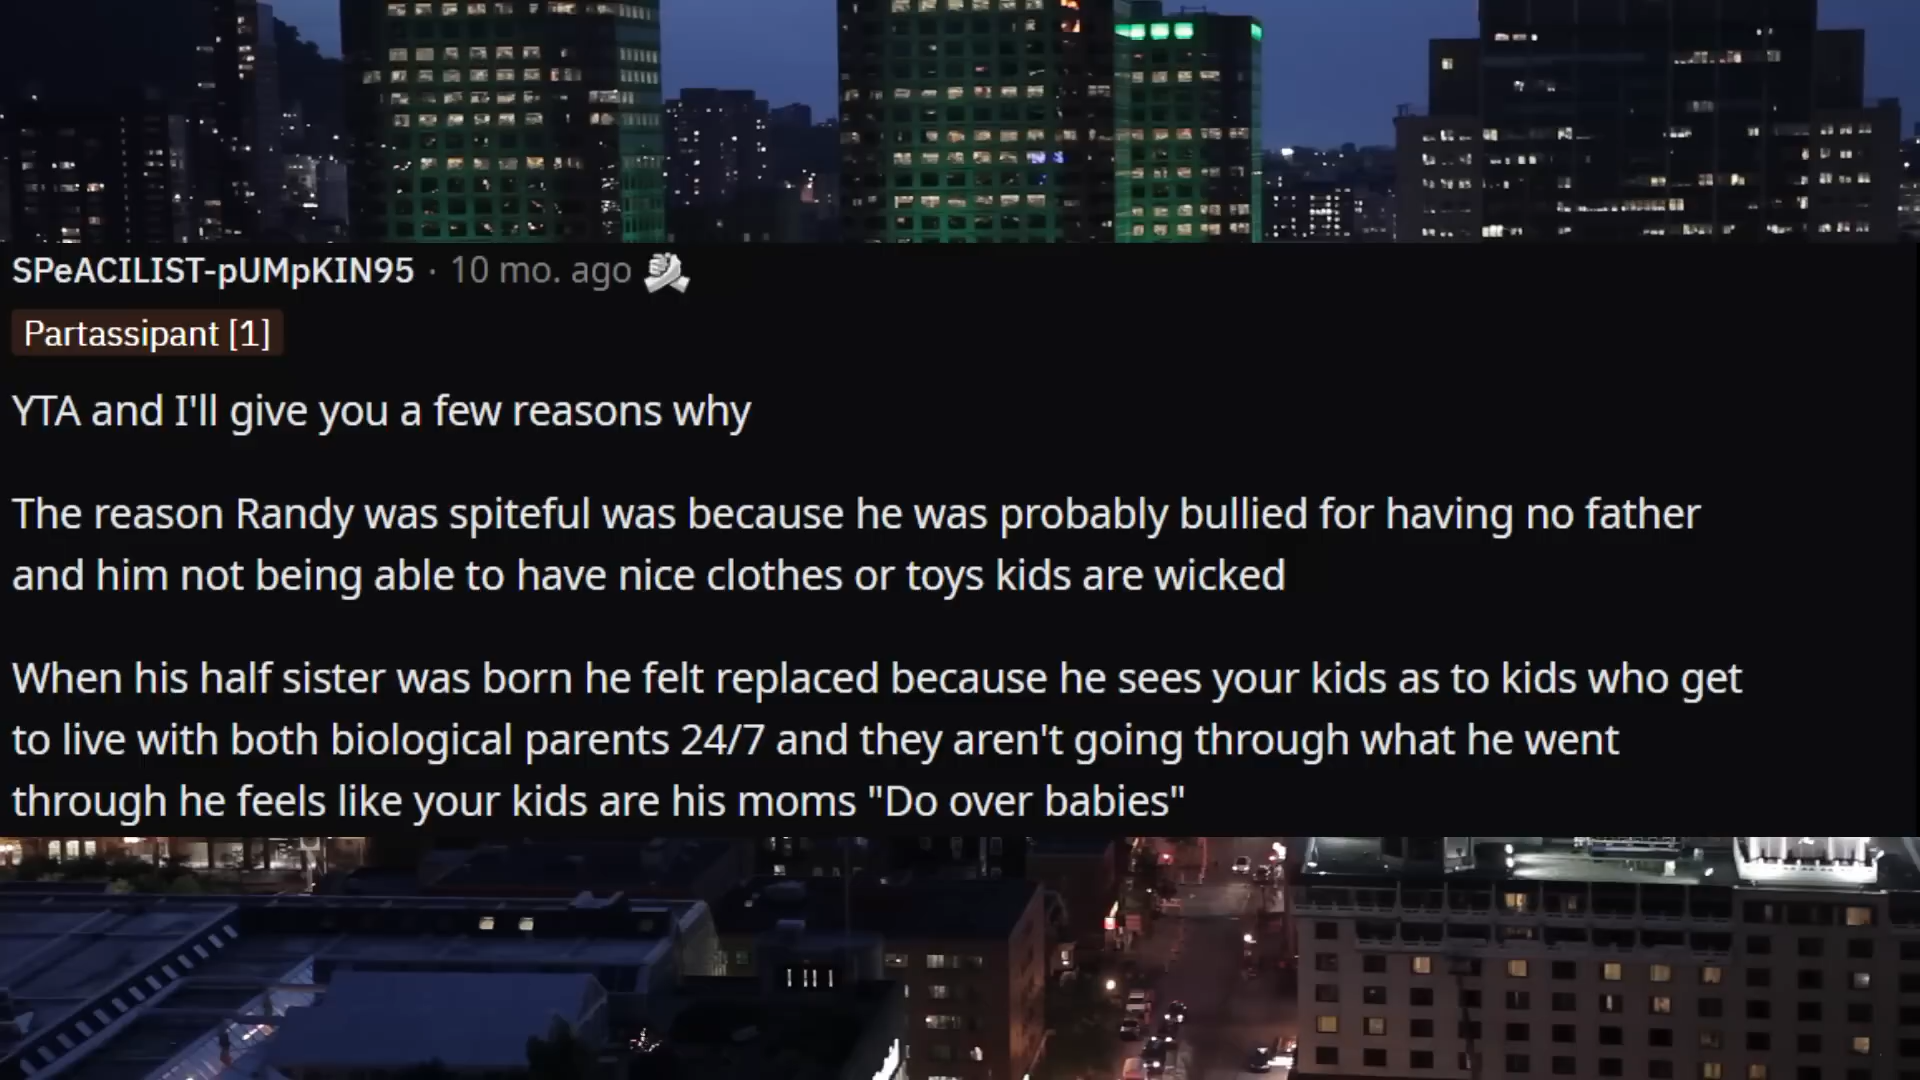 SPeACILIST-pUMpKIN95 · 10 mo. ago
Partassipant [1]
YTA and I'll give you a few reasons why
The reason Randy was spiteful was because he was probably bullied for having no father
and him not being able to have nice clothes or toys kids are wicked
When his half sister was born he felt replaced because he sees your kids as to kids who get
to live with both biological parents 24/7 and they aren't going through what he went
through he feels like your kids are his moms "Do over babies"